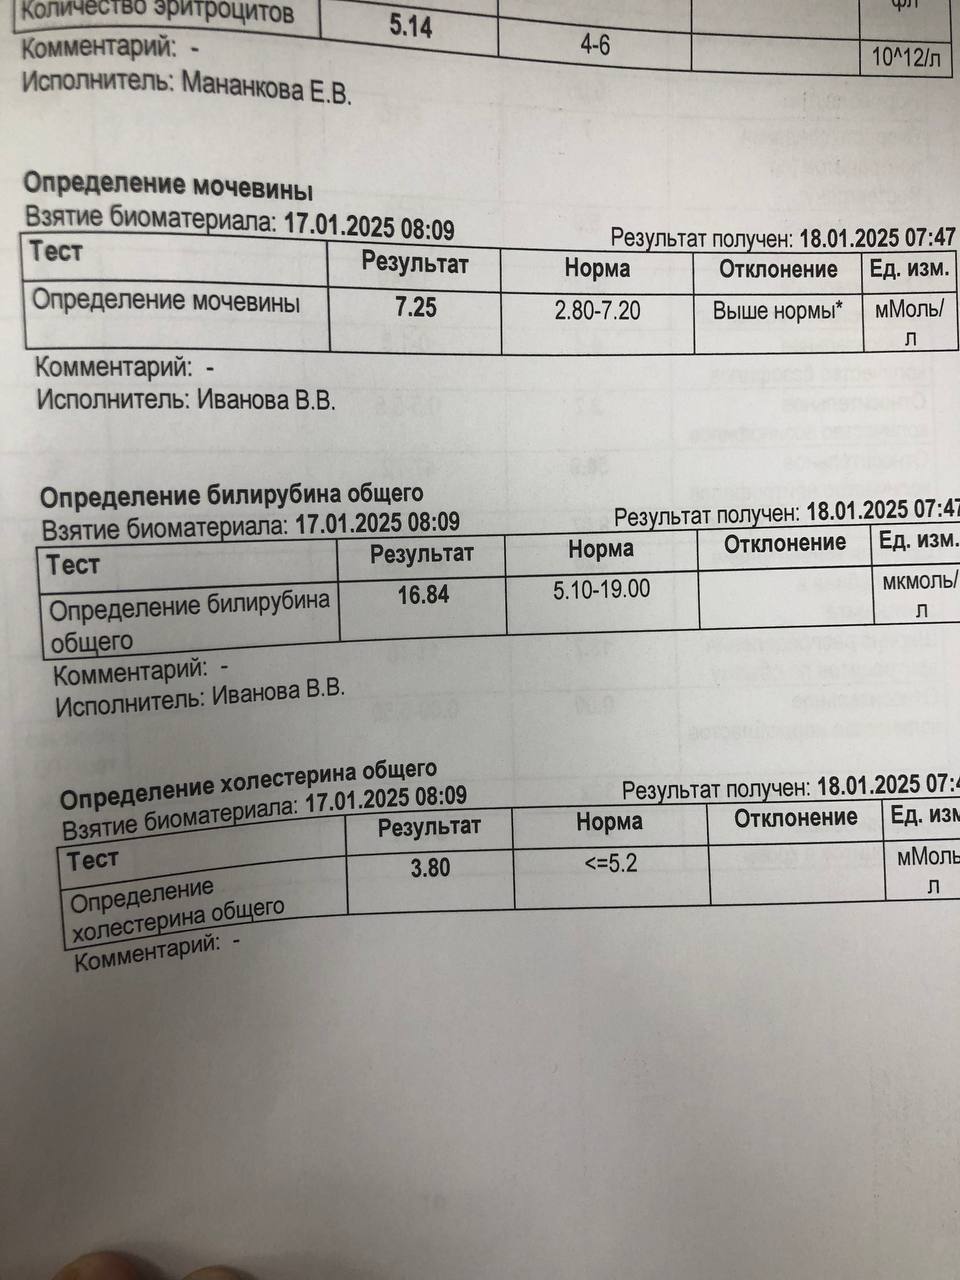 Количество эритроцитов 5.14 4-6 10^12/л
Комментарий: -
Исполнитель: Мананкова Е.В.
Определение мочевины
Взятие биоматериала: 17.01.2025 08:09 Результат получен: 18.01.2025 07:47
Тест Результат Норма Отклонение Ед. изм.
Определение мочевины 7.25 2.80-7.20 Выше нормы* мМоль/
л
Комментарий: -
Исполнитель: Иванова В.В.
Определение билирубина общего
Взятие биоматериала: 17.01.2025 08:09 Результат получен: 18.01.2025 07:47
Тест Результат Норма Отклонение Ед. изм.
Определение билирубина 16.84 5.10-19.00 мкмоль/
общего л
Комментарий: -
Исполнитель: Иванова В.В.
Определение холестерина общего
Взятие биоматериала: 17.01.2025 08:09 Результат получен: 18.01.2025 07:4
Тест Результат Норма Отклонение Ед. изм
Определение 3.80 <=5.2 мМоль
холестерина общего л
Комментарий: -